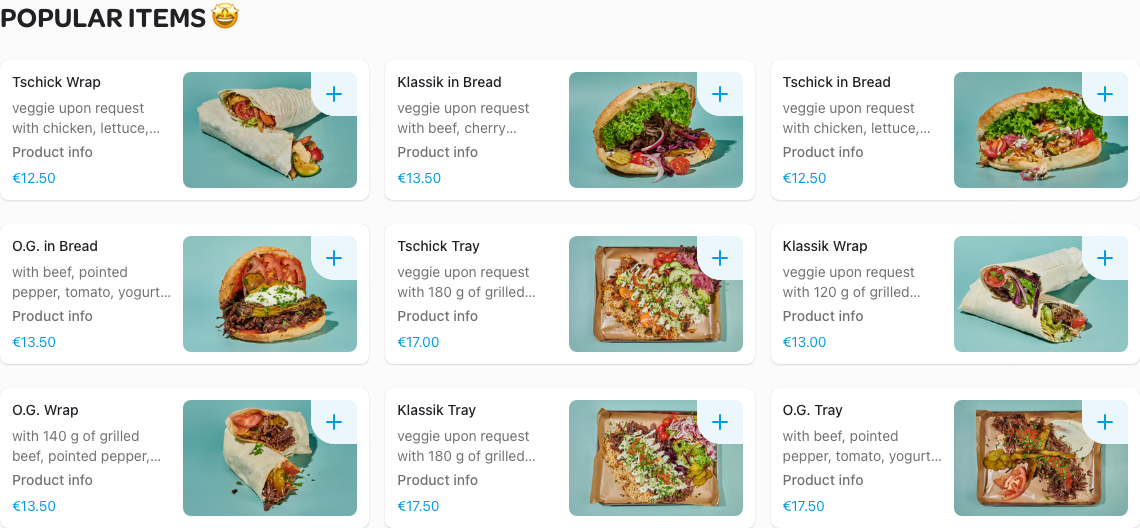 POPULAR ITEMS 🤩
Tschick Wrap
veggie upon request
with chicken, lettuce,...
Product info
€12.50
Klassik in Bread
veggie upon request
with beef, cherry...
Product info
€13.50
Tschick in Bread
veggie upon request
with chicken, lettuce,...
Product info
€12.50
O.G. in Bread
with beef, pointed
pepper, tomato, yogurt...
Product info
€13.50
Tschick Tray
veggie upon request
with 180 g of grilled...
Product info
€17.00
Klassik Wrap
veggie upon request
with 120 g of grilled...
Product info
€13.00
O.G. Wrap
with 140 g of grilled
beef, pointed pepper,...
Product info
€13.50
Klassik Tray
veggie upon request
with 180 g of grilled...
Product info
€17.50
O.G. Tray
with beef, pointed
pepper, tomato, yogurt...
Product info
€17.50